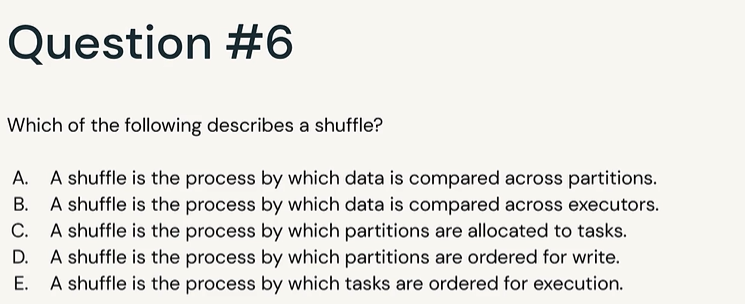 Question #6
Which of the following describes a shuffle?
A. A shuffle is the process by which data is compared across partitions.
B. A shuffle is the process by which data is compared across executors.
C. A shuffle is the process by which partitions are allocated to tasks.
D. A shuffle is the process by which partitions are ordered for write.
E. A shuffle is the process by which tasks are ordered for execution.